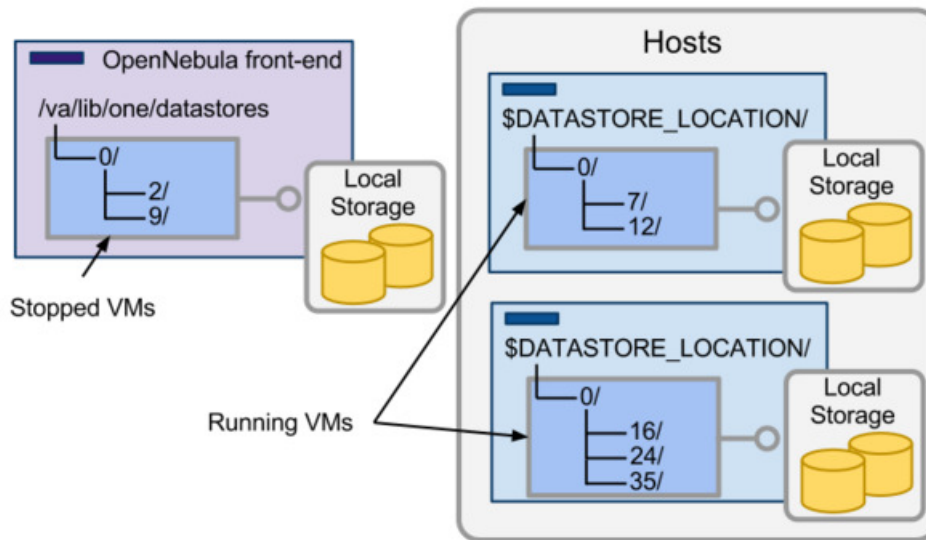 OpenNebula front-end
/va/lib/one/datastores
0/
2/
9/
Local
Storage
Stopped VMs
Hosts
$DATASTORE_LOCATION/
0/
7/
12/
Local
Storage
Running VMs
$DATASTORE_LOCATION/
0/
16/
24/
35/
Local
Storage